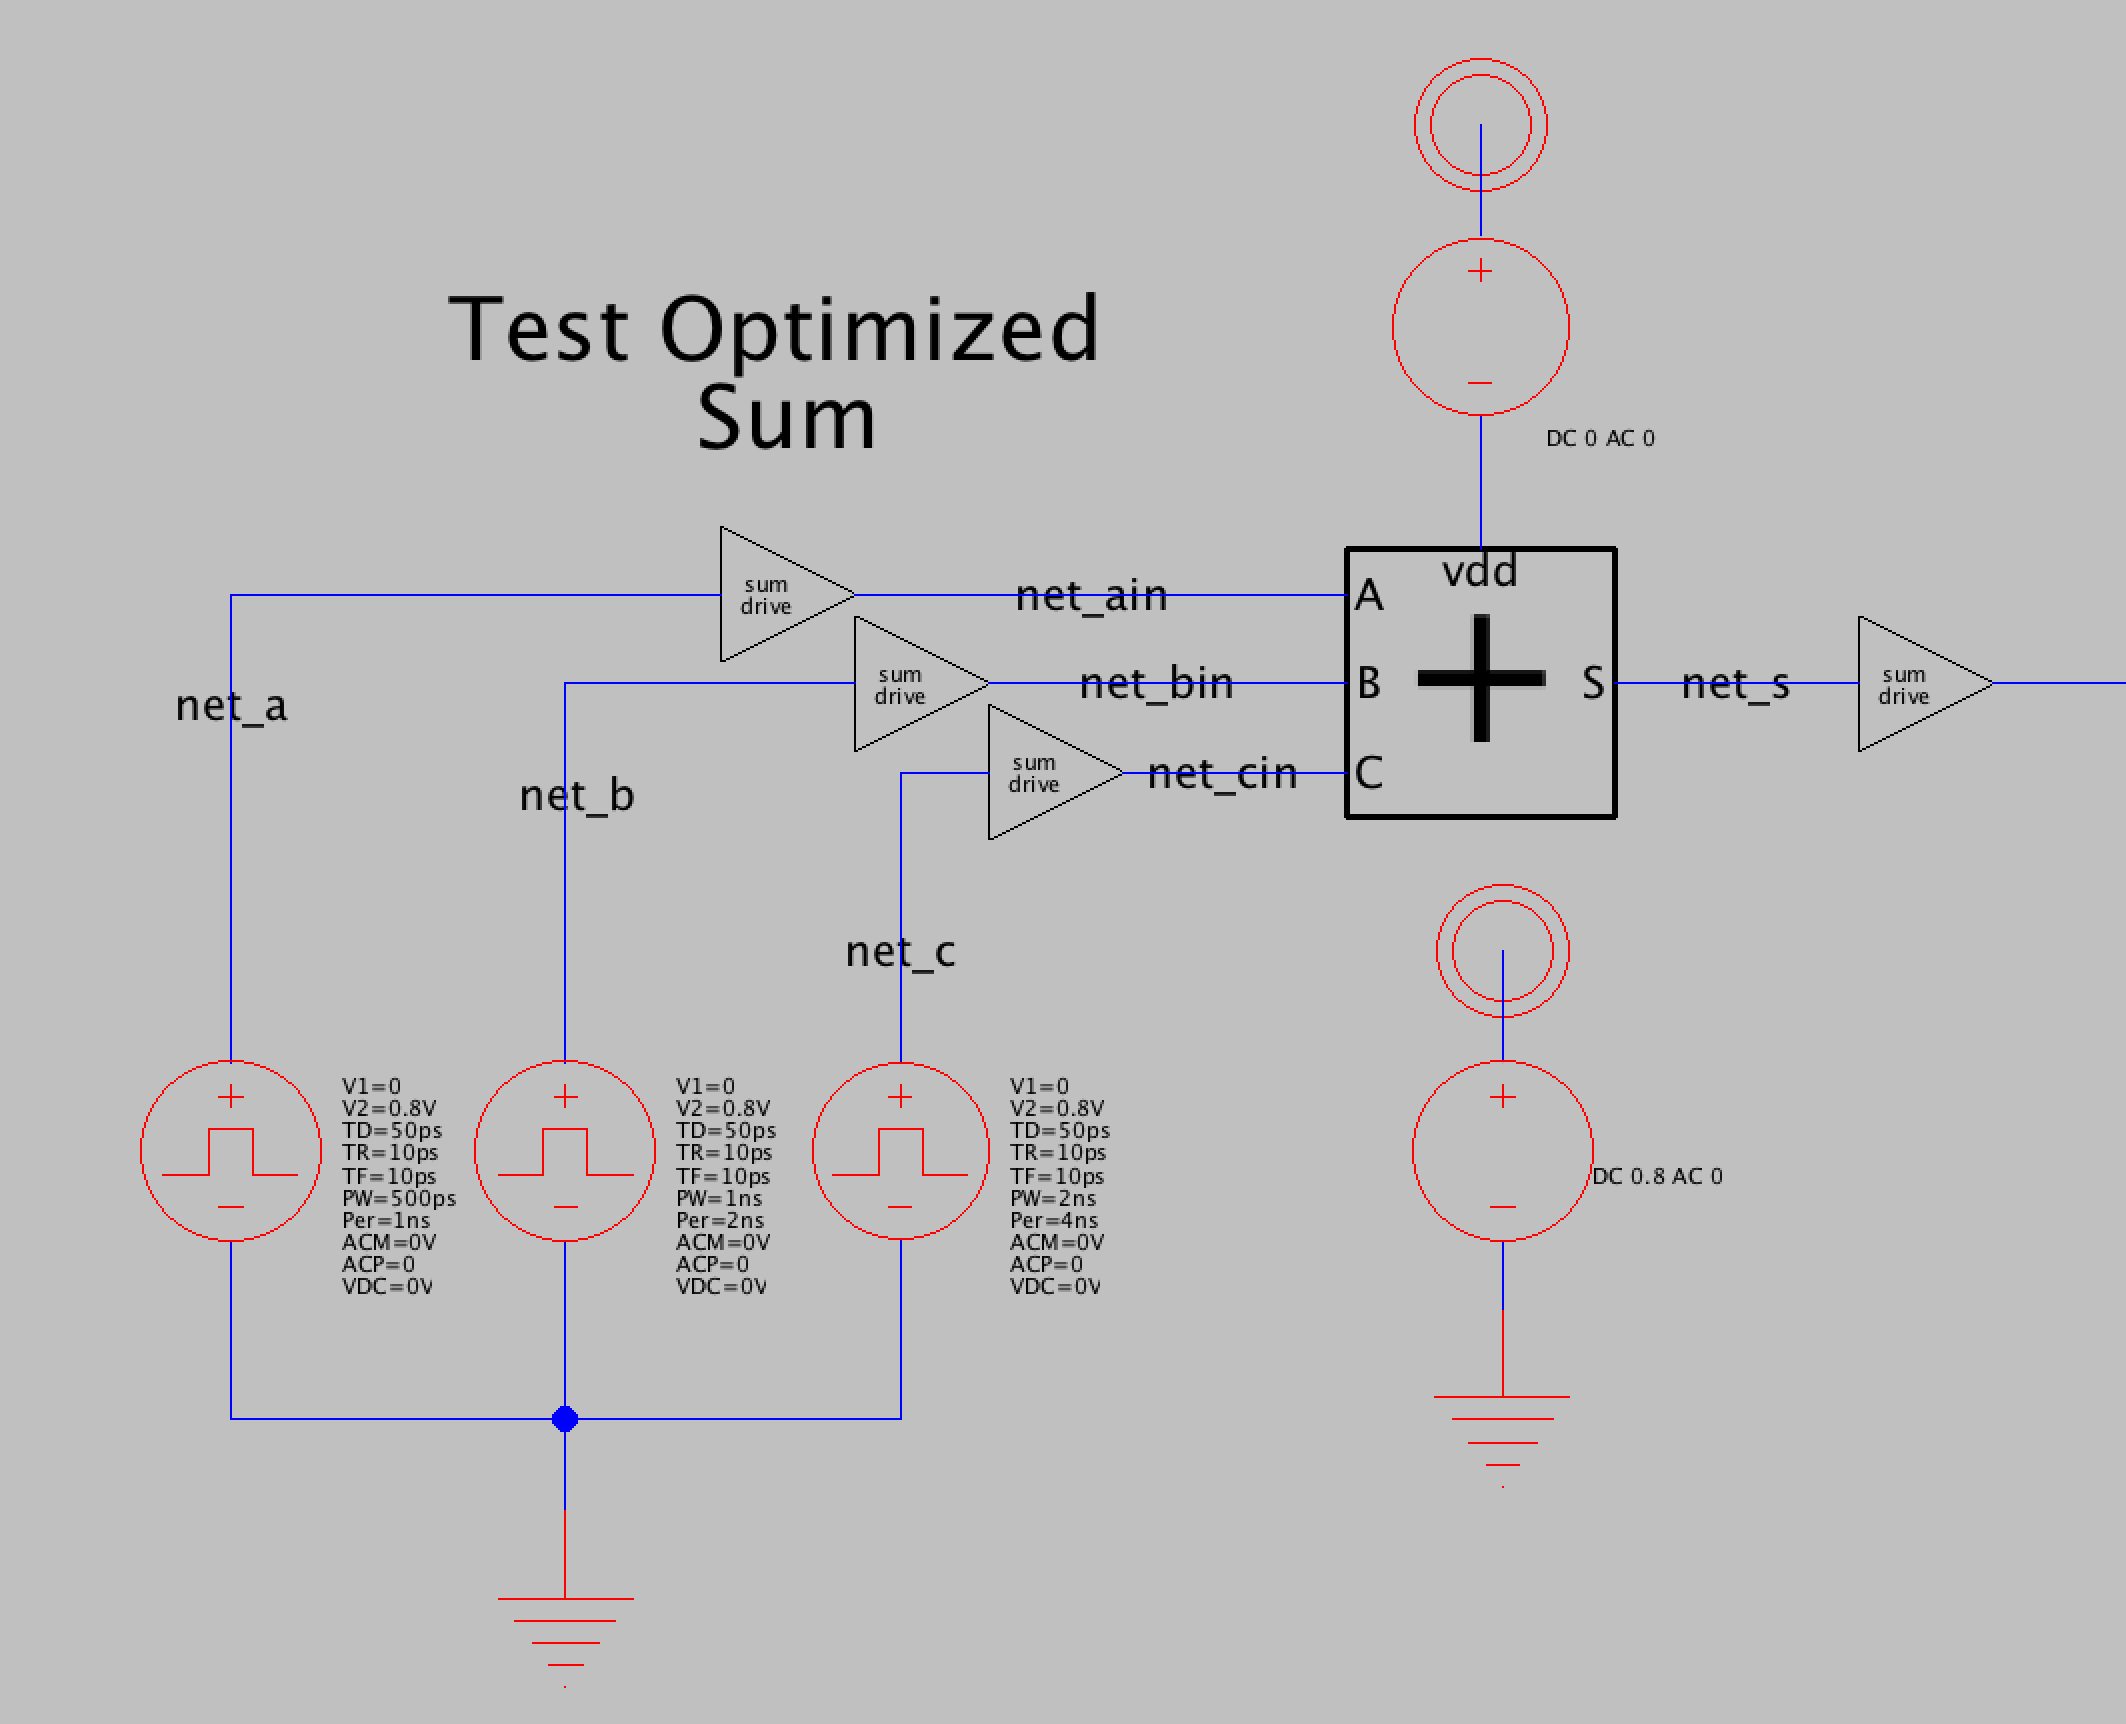 Test Optimized
Sum
DC 0 AC 0
sum
drive
net_ain
vdd
A
sum
drive
net_bin
B
S
net_s
sum
drive
net_a
sum
drive
net_cin
C
net_b
net_c
V1=0
V2=0.8V
TD=50ps
TR=10ps
TF=10ps
PW=500ps
Per=1ns
ACM=0V
ACP=0
VDC=0V
V1=0
V2=0.8V
TD=50ps
TR=10ps
TF=10ps
PW=1ns
Per=2ns
ACM=0V
ACP=0
VDC=0V
V1=0
V2=0.8V
TD=50ps
TR=10ps
TF=10ps
PW=2ns
Per=4ns
ACM=0V
ACP=0
VDC=0V
DC 0.8 AC 0